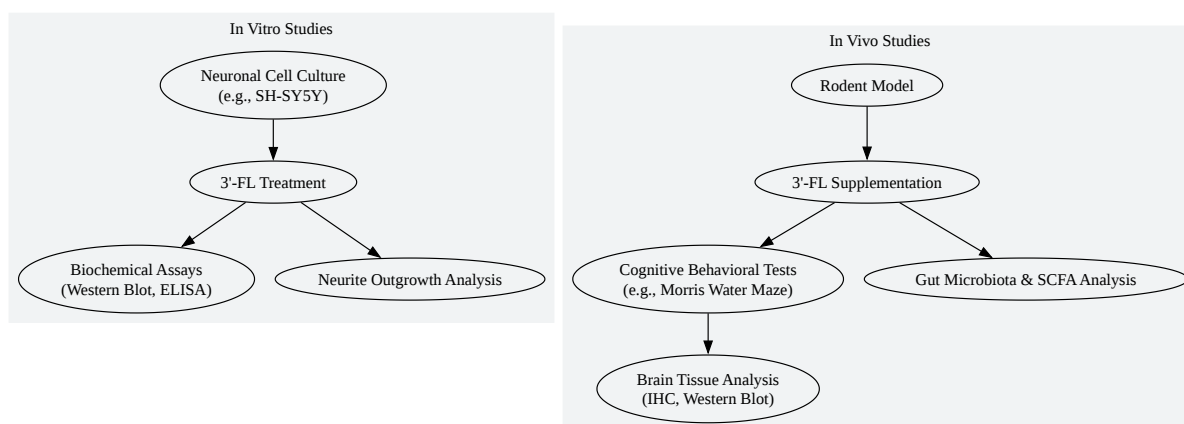 In Vitro Studies
Neuronal Cell Culture
(e.g., SH-SY5Y)
3'-FL Treatment
Biochemical Assays
(Western Blot, ELISA)
Neurite Outgrowth Analysis
In Vivo Studies
Rodent Model
3'-FL Supplementation
Cognitive Behavioral Tests
(e.g., Morris Water Maze)
Gut Microbiota & SCFA Analysis
Brain Tissue Analysis
(IHC, Western Blot)